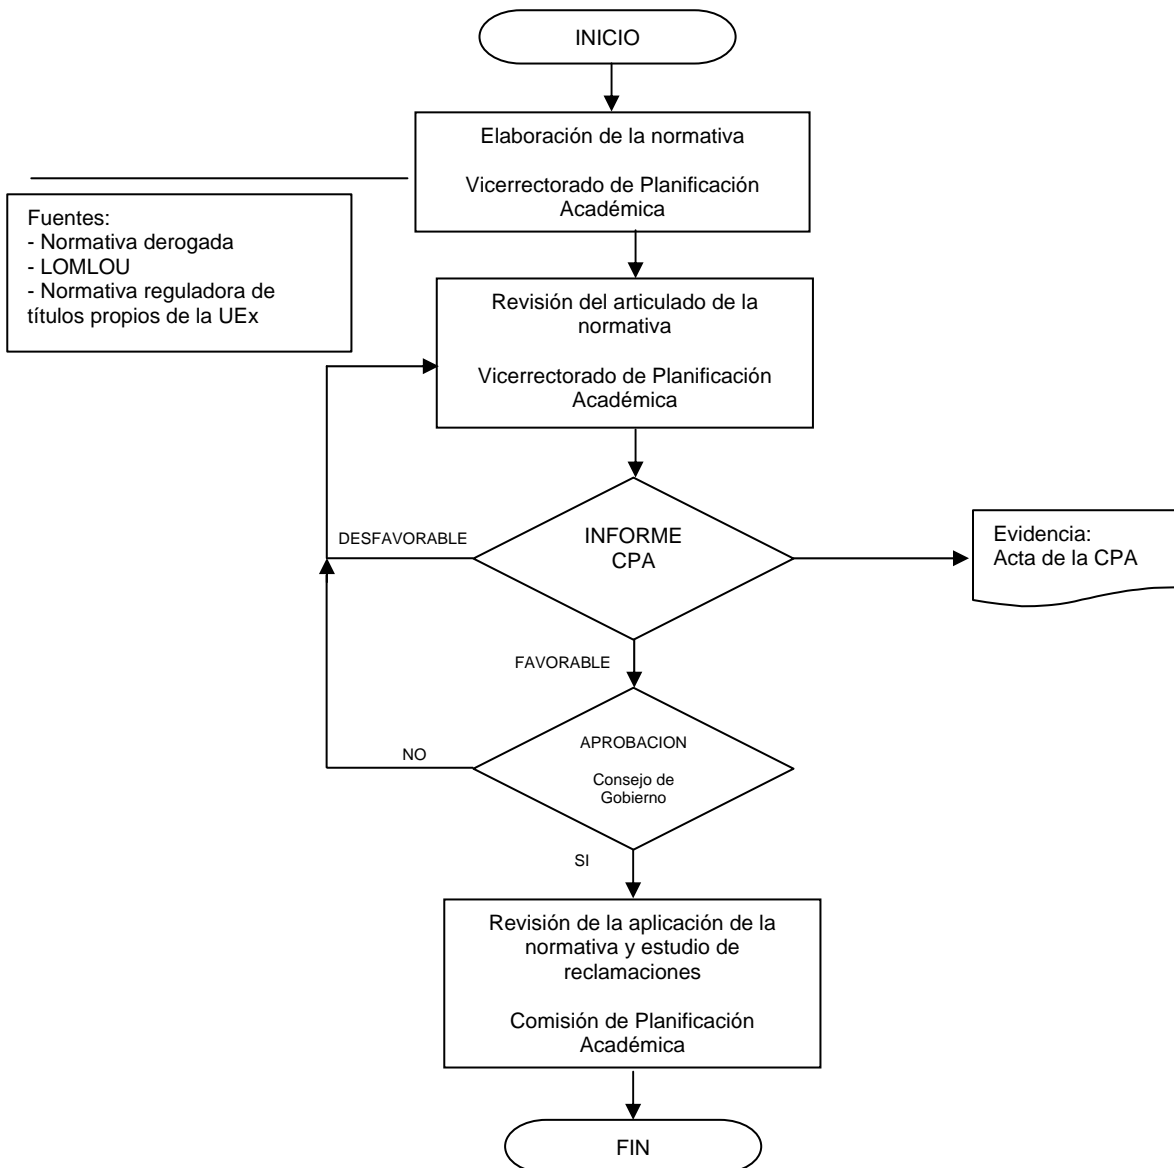 INICIO
Elaboración de la normativa
Vicerrectorado de Planificación
Académica
Fuentes:
- Normativa derogada
- LOMLOU
- Normativa reguladora de
títulos propios de la UEx
Revisión del articulado de la
normativa
Vicerrectorado de Planificación
Académica
DESFAVORABLE
INFORME
CPA
Evidencia:
Acta de la CPA
FAVORABLE
APROBACION
Consejo de
Gobierno
NO
SI
Revisión de la aplicación de la
normativa y estudio de
reclamaciones
Comisión de Planificación
Académica
FIN